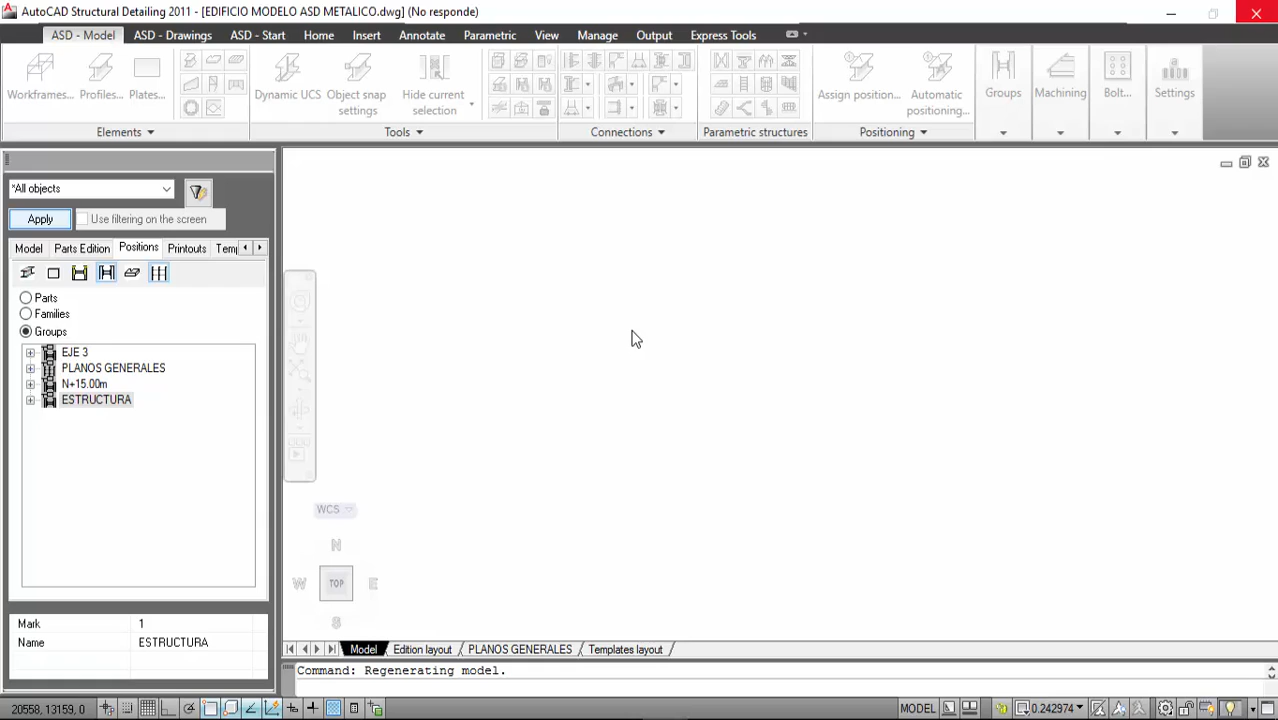 AutoCAD Structural Detailing 2011 - [EDIFICIO MODELO ASD METALICO.dwg] (No responde)
ASD - Model ASD - Drawings ASD - Start Home Insert Annotate Parametric View Manage Output Express Tools
Workframes... Profiles... Plates... Dynamic UCS Object snap settings Hide current selection Assign position... Automatic positioning... Groups Machining Bolt... Settings
Elements Tools Connections Parametric structures Positioning
*All objects
Apply Use filtering on the screen
Model Parts Edition Positions Printouts Temp
Parts
Families
Groups
EJE 3
PLANOS GENERALES
N+15.00m
ESTRUCTURA
WCS
N
W TOP E
S
Mark 1
Name ESTRUCTURA
Model Edition layout PLANOS GENERALES Templates layout
Command: Regenerating model.
20558, 13159, 0 MODEL 0.242974